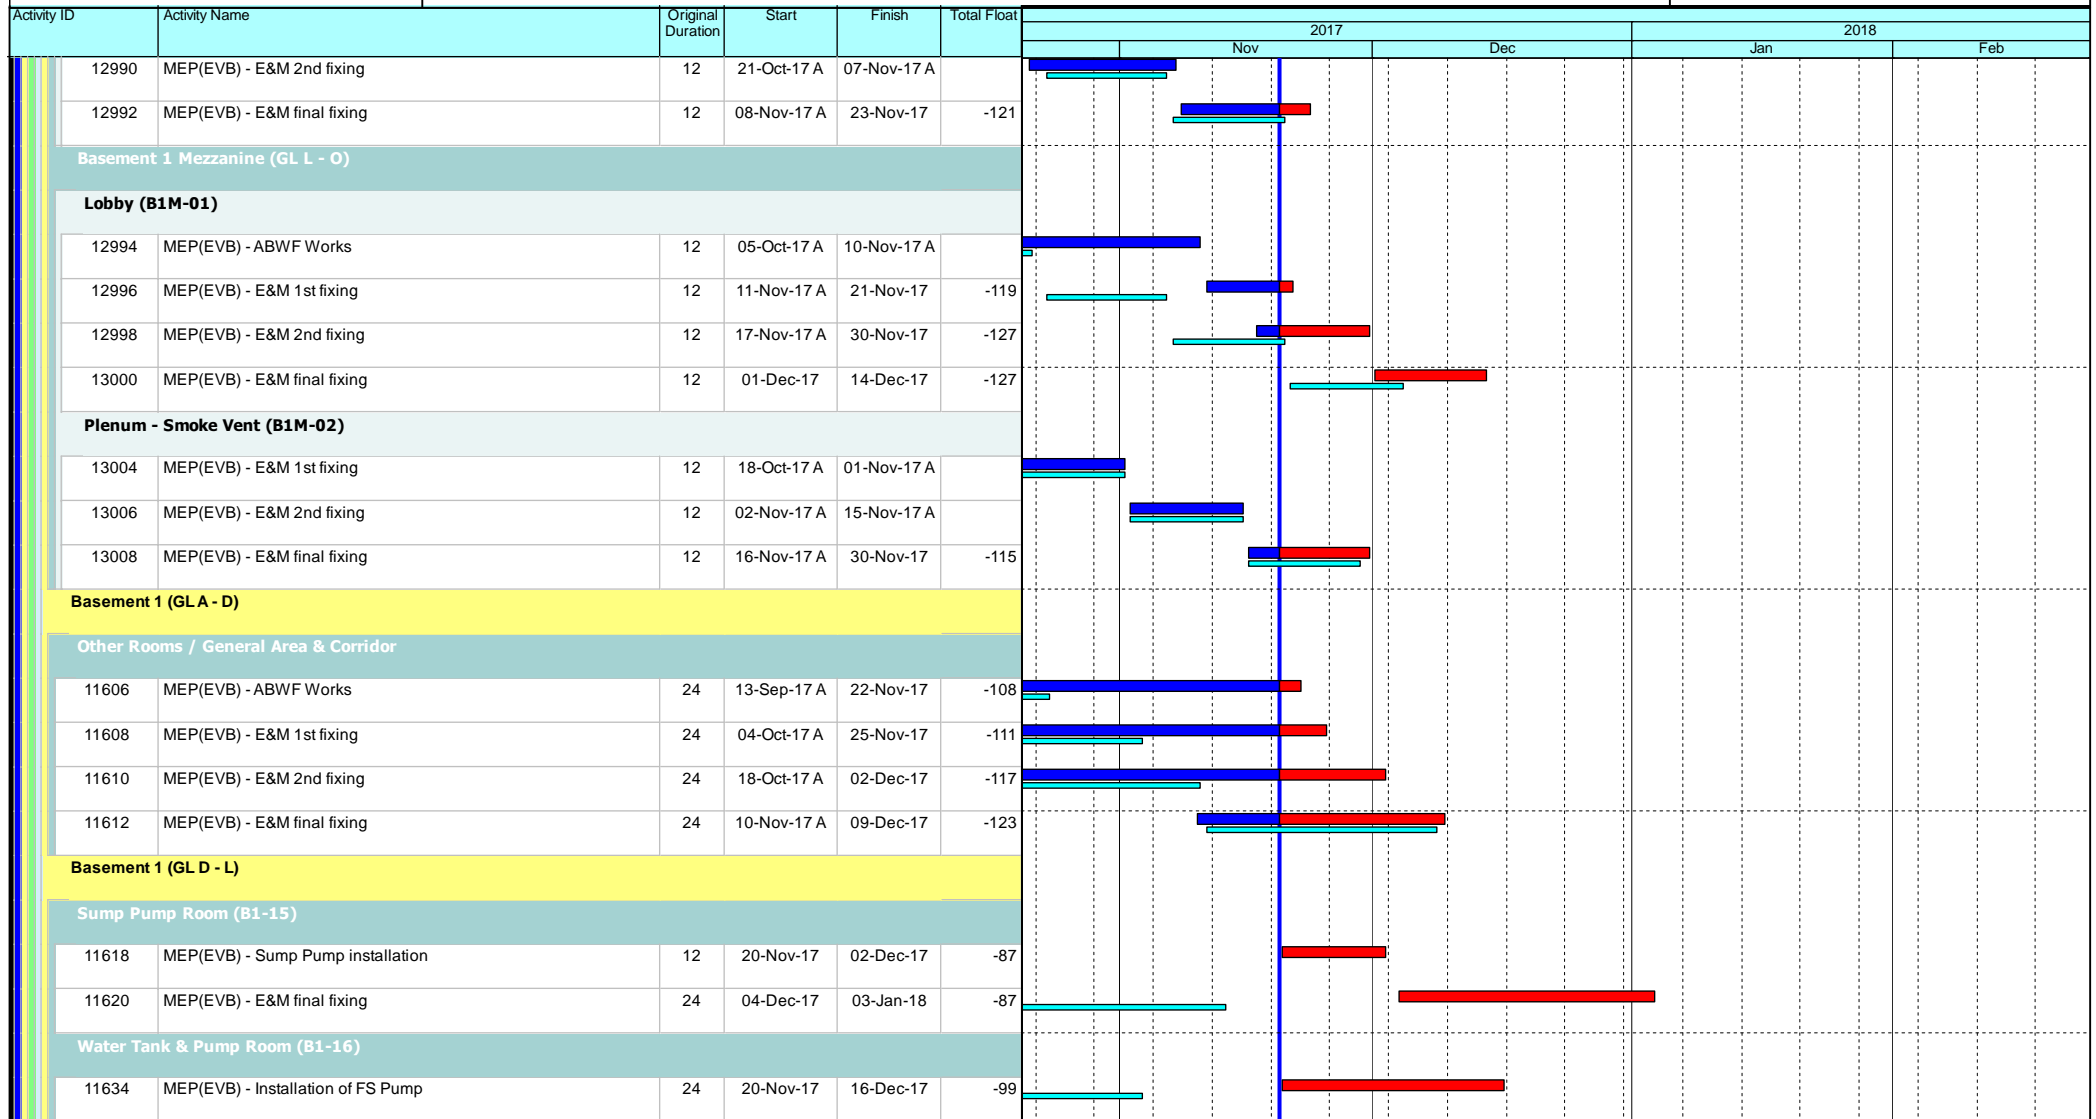 Activity ID Activity Name Original Duration Start Finish Total Float
2017 2018
Nov Dec Jan Feb
12990 MEP(EVB) - E&M 2nd fixing 12 21-Oct-17 A 07-Nov-17 A
12992 MEP(EVB) - E&M final fixing 12 08-Nov-17 A 23-Nov-17 -121
Basement 1 Mezzanine (GL L - O)
Lobby (B1M-01)
12994 MEP(EVB) - ABWF Works 12 05-Oct-17 A 10-Nov-17 A
12996 MEP(EVB) - E&M 1st fixing 12 11-Nov-17 A 21-Nov-17 -119
12998 MEP(EVB) - E&M 2nd fixing 12 17-Nov-17 A 30-Nov-17 -127
13000 MEP(EVB) - E&M final fixing 12 01-Dec-17 14-Dec-17 -127
Plenum - Smoke Vent (B1M-02)
13004 MEP(EVB) - E&M 1st fixing 12 18-Oct-17 A 01-Nov-17 A
13006 MEP(EVB) - E&M 2nd fixing 12 02-Nov-17 A 15-Nov-17 A
13008 MEP(EVB) - E&M final fixing 12 16-Nov-17 A 30-Nov-17 -115
Basement 1 (GL A - D)
Other Rooms / General Area & Corridor
11606 MEP(EVB) - ABWF Works 24 13-Sep-17 A 22-Nov-17 -108
11608 MEP(EVB) - E&M 1st fixing 24 04-Oct-17 A 25-Nov-17 -111
11610 MEP(EVB) - E&M 2nd fixing 24 18-Oct-17 A 02-Dec-17 -117
11612 MEP(EVB) - E&M final fixing 24 10-Nov-17 A 09-Dec-17 -123
Basement 1 (GL D - L)
Sump Pump Room (B1-15)
11618 MEP(EVB) - Sump Pump installation 12 20-Nov-17 02-Dec-17 -87
11620 MEP(EVB) - E&M final fixing 24 04-Dec-17 03-Jan-18 -87
Water Tank & Pump Room (B1-16)
11634 MEP(EVB) - Installation of FS Pump 24 20-Nov-17 16-Dec-17 -99